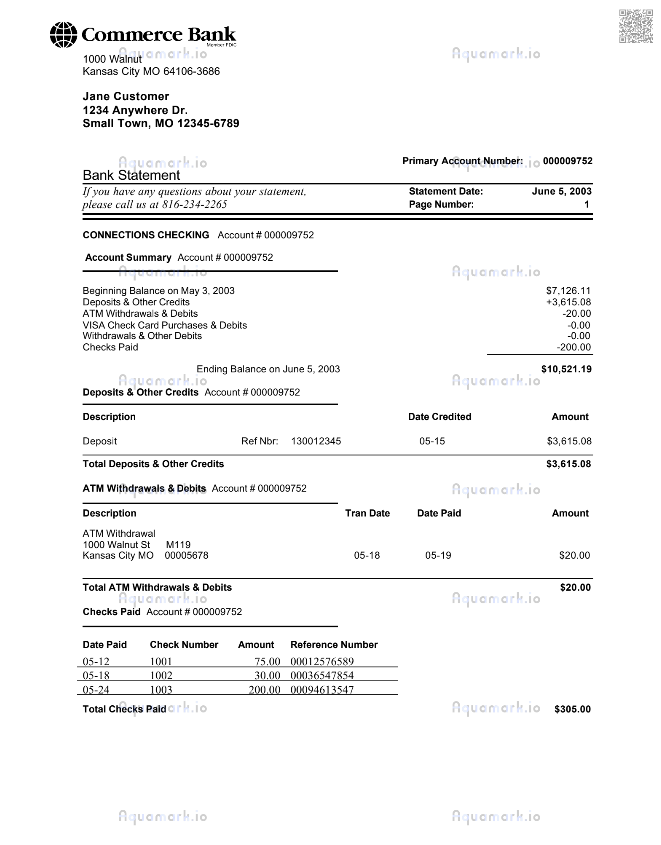 Commerce Bank
Member FDIC
1000 Walnut
Kansas City MO 64106-3686
Aquamark.io Aquamark.io
Jane Customer
1234 Anywhere Dr.
Small Town, MO 12345-6789
Primary Account Number: 000009752
Aquamark.io Aquamark.io
Bank Statement
If you have any questions about your statement, Statement Date: June 5, 2003
please call us at 816-234-2265 Page Number: 1
CONNECTIONS CHECKING Account # 000009752
Account Summary Account # 000009752
Aquamark.io Aquamark.io
Beginning Balance on May 3, 2003 $7,126.11
Deposits & Other Credits +3,615.08
ATM Withdrawals & Debits -20.00
VISA Check Card Purchases & Debits -0.00
Withdrawals & Other Debits -0.00
Checks Paid -200.00
Ending Balance on June 5, 2003 $10,521.19
Aquamark.io Aquamark.io
Deposits & Other Credits Account # 000009752
Description Date Credited Amount
Deposit Ref Nbr: 130012345 05-15 $3,615.08
Total Deposits & Other Credits $3,615.08
ATM Withdrawals & Debits Account # 000009752
Aquamark.io Aquamark.io
Description Tran Date Date Paid Amount
ATM Withdrawal
1000 Walnut St M119
Kansas City MO 00005678 05-18 05-19 $20.00
Total ATM Withdrawals & Debits $20.00
Aquamark.io Aquamark.io
Checks Paid Account # 000009752
Date Paid Check Number Amount Reference Number
05-12 1001 75.00 00012576589
05-18 1002 30.00 00036547854
05-24 1003 200.00 00094613547
Total Checks Paid $305.00
Aquamark.io Aquamark.io
Aquamark.io Aquamark.io